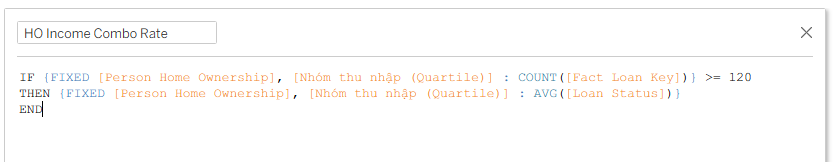 HO Income Combo Rate
IF {FIXED [Person Home Ownership], [Nhóm thu nhập (Quartile)] : COUNT([Fact Loan Key])} >= 120
THEN {FIXED [Person Home Ownership], [Nhóm thu nhập (Quartile)] : AVG([Loan Status])}
END